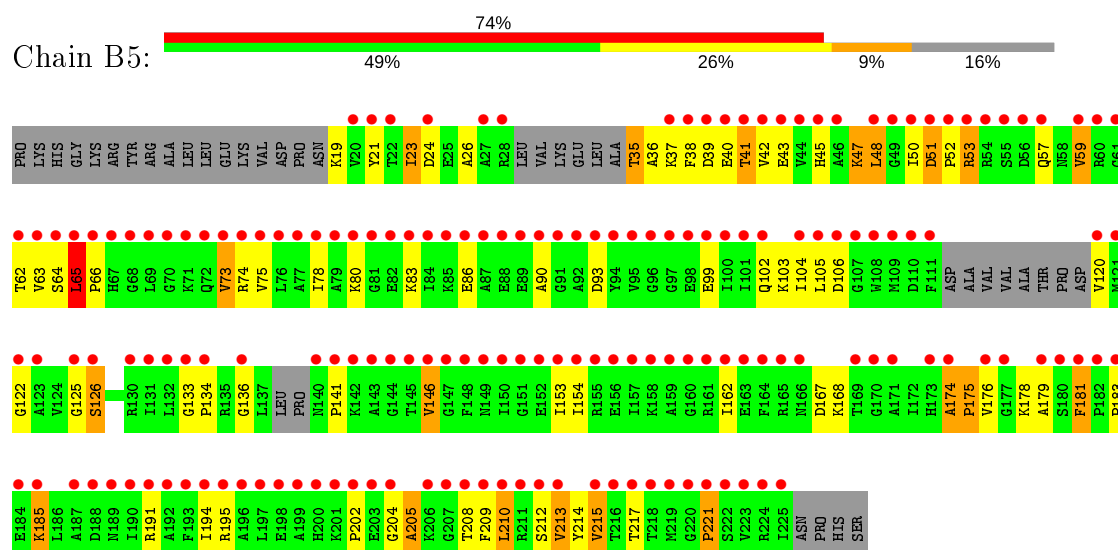 74%
Chain B5:
49% 26% 9% 16%
PRO LYS HIS GLY LYS ARG TYR ARG ALA LEU LEU GLU LYS VAL ASP PRO ASN K19 V20 Y21 T22 I23 D24 E25 A26 A27 R28 LEU VAL LYS GLU LEU ALA T35 A36 K37 F38 D39 E40 T41 V42 E43 V44 H45 A46 K47 L48 G49 I50 D51 P52 R53 R54 S55 D56 Q57 N58 V59 R60 G61
T62 V63 S64 L65 P66 H67 G68 L69 G70 K71 Q72 V73 R74 V75 L76 A77 I78 A79 K80 G81 E82 K83 I84 K85 E86 A87 E88 E89 A90 G91 A92 D93 Y94 V95 G96 G97 E98 E99 I100 I101 Q102 K103 I104 L105 D106 G107 W108 M109 D110 F111 ASP ALA VAL VAL ALA THR PRO ASP V120 M121
G122 A123 V124 G125 S126 R130 I131 L132 G133 P134 R135 G136 L137 LEU PRO N140 P141 K142 A143 G144 T145 V146 G147 F148 N149 I150 G151 E152 I153 I154 R155 E156 I157 K158 A159 G160 R161 I162 E163 F164 R165 N166 D167 K168 T169 G170 A171 I172 H173 A174 P175 V176 G177 K178 A179 S180 F181 P182 P183
E184 K185 L186 A187 D188 N189 I190 R191 A192 F193 I194 R195 A196 L197 E198 A199 H200 K201 P202 E203 G204 A205 K206 G207 T208 F209 L210 R211 S212 V213 Y214 V215 T216 T217 T218 M219 G220 P221 S222 V223 R224 I225 ASN PRO HIS SER